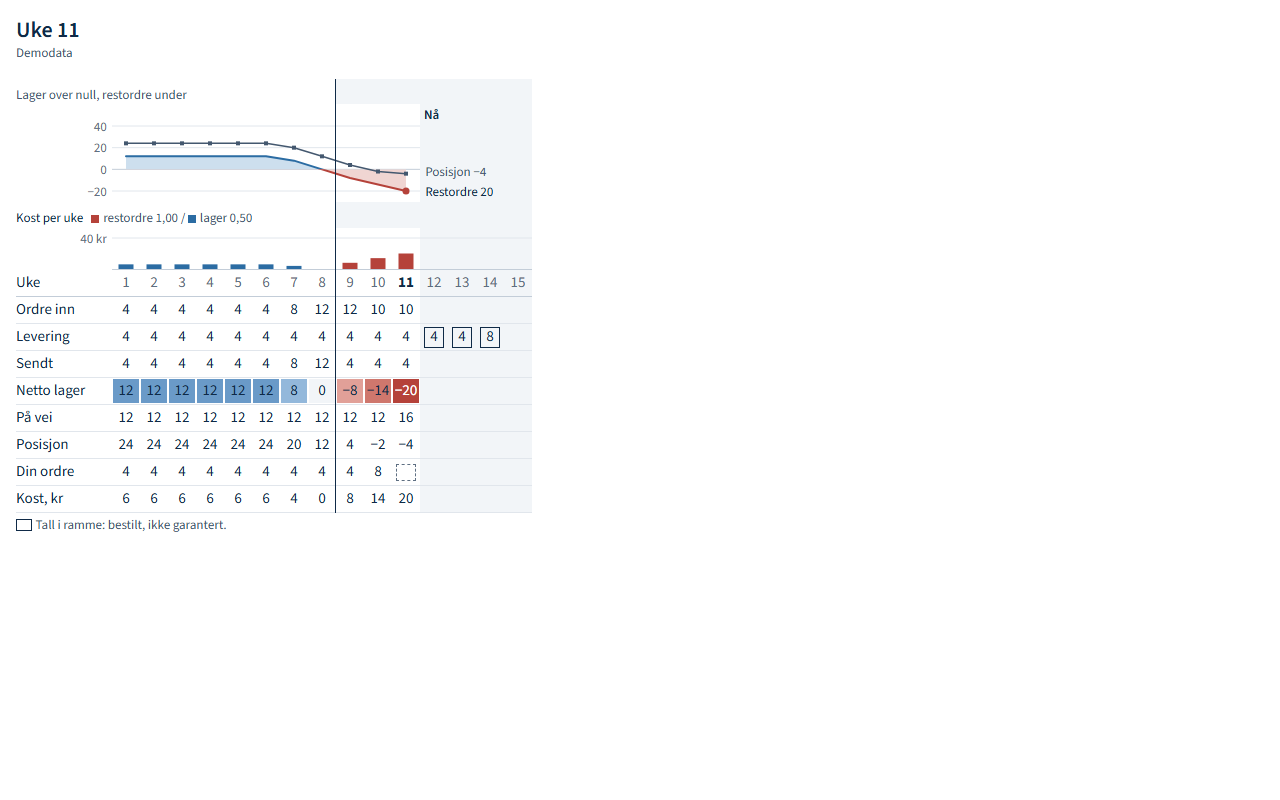 Uke 11
Demodata
Lager over null, restordre under
Nå
40
20
0
−20
Posisjon −4
Restordre 20
Kost per uke restordre 1,00 / lager 0,50
40 kr
Uke 1 2 3 4 5 6 7 8 9 10 11 12 13 14 15
Ordre inn 4 4 4 4 4 4 8 12 12 10 10
Levering 4 4 4 4 4 4 4 4 4 4 4 4 4 8
Sendt 4 4 4 4 4 4 8 12 4 4 4
Netto lager 12 12 12 12 12 12 8 0 −8 −14 −20
På vei 12 12 12 12 12 12 12 12 12 12 16
Posisjon 24 24 24 24 24 24 20 12 4 −2 −4
Din ordre 4 4 4 4 4 4 4 4 4 8
Kost, kr 6 6 6 6 6 6 4 0 8 14 20
Tall i ramme: bestilt, ikke garantert.